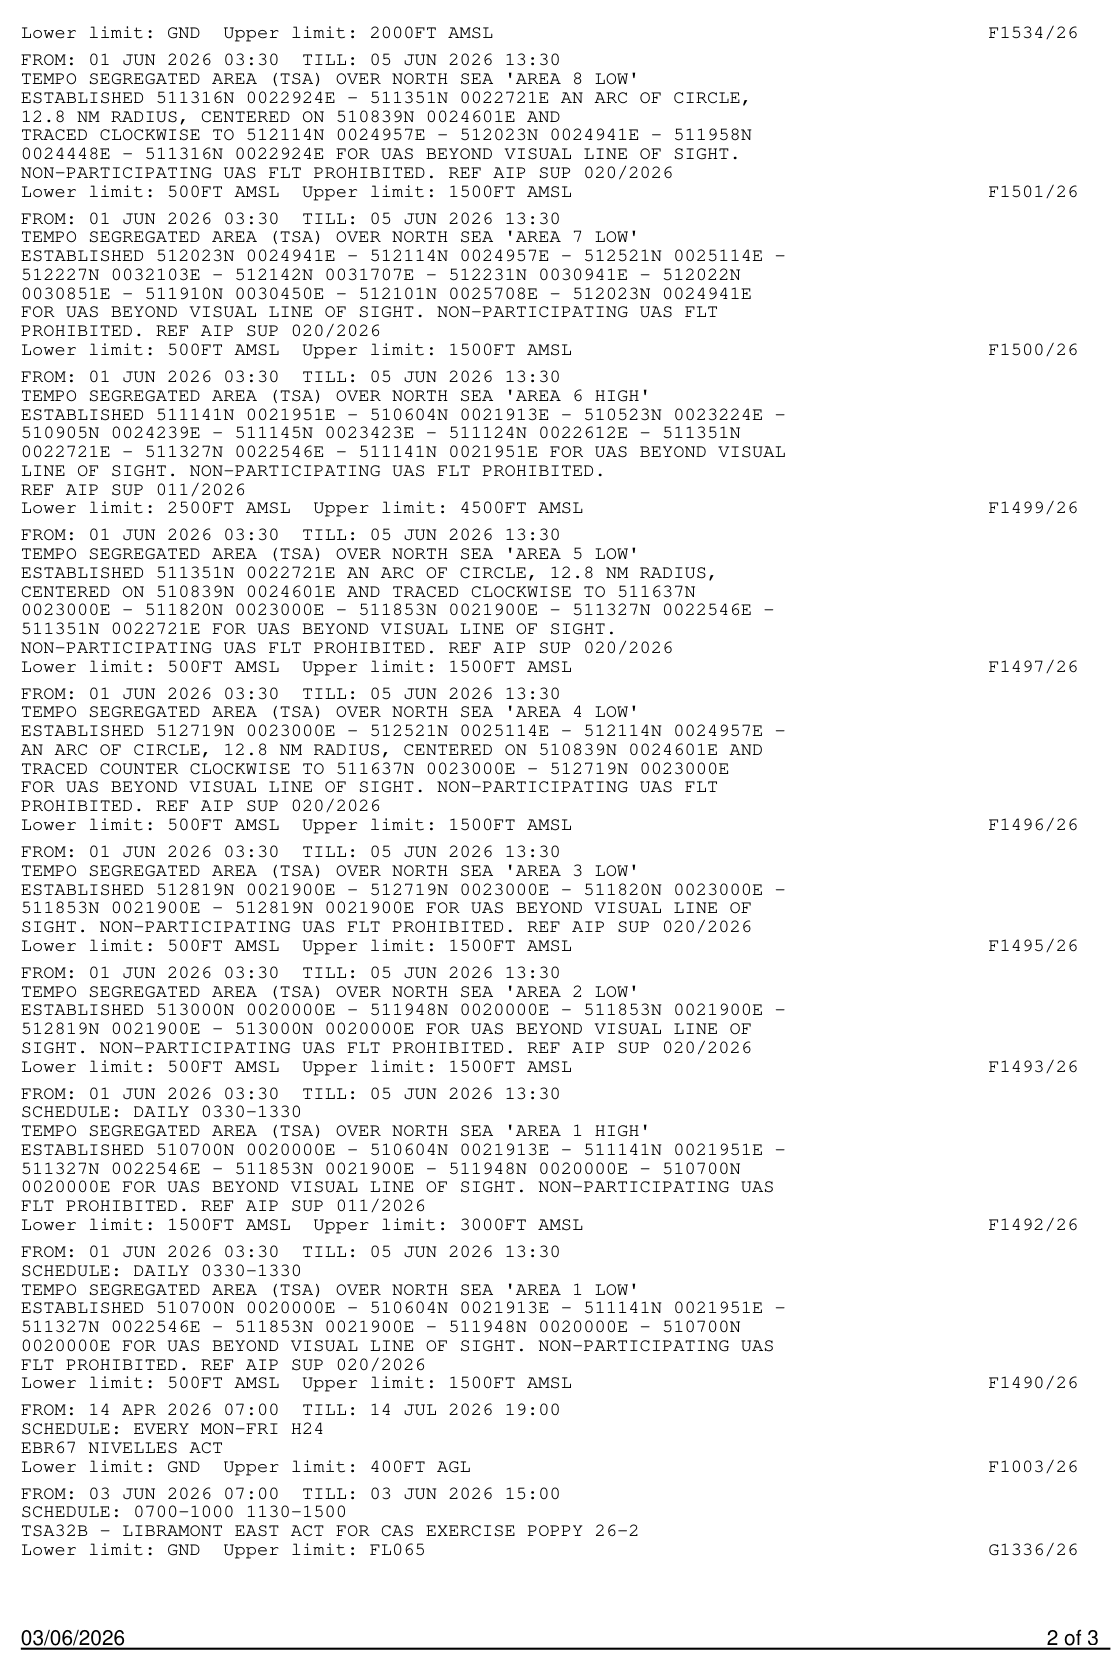 Lower limit: GND  Upper limit: 2000FT AMSL F1534/26
FROM: 01 JUN 2026 03:30  TILL: 05 JUN 2026 13:30
TEMPO SEGREGATED AREA (TSA) OVER NORTH SEA 'AREA 8 LOW'
ESTABLISHED 511316N 0022924E - 511351N 0022721E AN ARC OF CIRCLE,
12.8 NM RADIUS, CENTERED ON 510839N 0024601E AND
TRACED CLOCKWISE TO 512114N 0024957E - 512023N 0024941E - 511958N
0024448E - 511316N 0022924E FOR UAS BEYOND VISUAL LINE OF SIGHT.
NON-PARTICIPATING UAS FLT PROHIBITED. REF AIP SUP 020/2026
Lower limit: 500FT AMSL  Upper limit: 1500FT AMSL F1501/26
FROM: 01 JUN 2026 03:30  TILL: 05 JUN 2026 13:30
TEMPO SEGREGATED AREA (TSA) OVER NORTH SEA 'AREA 7 LOW'
ESTABLISHED 512023N 0024941E - 512114N 0024957E - 512521N 0025114E -
512227N 0032103E - 512142N 0031707E - 512231N 0030941E - 512022N
0030851E - 511910N 0030450E - 512101N 0025708E - 512023N 0024941E
FOR UAS BEYOND VISUAL LINE OF SIGHT. NON-PARTICIPATING UAS FLT
PROHIBITED. REF AIP SUP 020/2026
Lower limit: 500FT AMSL  Upper limit: 1500FT AMSL F1500/26
FROM: 01 JUN 2026 03:30  TILL: 05 JUN 2026 13:30
TEMPO SEGREGATED AREA (TSA) OVER NORTH SEA 'AREA 6 HIGH'
ESTABLISHED 511141N 0021951E - 510604N 0021913E - 510523N 0023224E -
510905N 0024239E - 511145N 0023423E - 511124N 0022612E - 511351N
0022721E - 511327N 0022546E - 511141N 0021951E FOR UAS BEYOND VISUAL
LINE OF SIGHT. NON-PARTICIPATING UAS FLT PROHIBITED.
REF AIP SUP 011/2026
Lower limit: 2500FT AMSL  Upper limit: 4500FT AMSL F1499/26
FROM: 01 JUN 2026 03:30  TILL: 05 JUN 2026 13:30
TEMPO SEGREGATED AREA (TSA) OVER NORTH SEA 'AREA 5 LOW'
ESTABLISHED 511351N 0022721E AN ARC OF CIRCLE, 12.8 NM RADIUS,
CENTERED ON 510839N 0024601E AND TRACED CLOCKWISE TO 511637N
0023000E - 511820N 0023000E - 511853N 0021900E - 511327N 0022546E -
511351N 0022721E FOR UAS BEYOND VISUAL LINE OF SIGHT.
NON-PARTICIPATING UAS FLT PROHIBITED. REF AIP SUP 020/2026
Lower limit: 500FT AMSL  Upper limit: 1500FT AMSL F1497/26
FROM: 01 JUN 2026 03:30  TILL: 05 JUN 2026 13:30
TEMPO SEGREGATED AREA (TSA) OVER NORTH SEA 'AREA 4 LOW'
ESTABLISHED 512719N 0023000E - 512521N 0025114E - 512114N 0024957E -
AN ARC OF CIRCLE, 12.8 NM RADIUS, CENTERED ON 510839N 0024601E AND
TRACED COUNTER CLOCKWISE TO 511637N 0023000E - 512719N 0023000E
FOR UAS BEYOND VISUAL LINE OF SIGHT. NON-PARTICIPATING UAS FLT
PROHIBITED. REF AIP SUP 020/2026
Lower limit: 500FT AMSL  Upper limit: 1500FT AMSL F1496/26
FROM: 01 JUN 2026 03:30  TILL: 05 JUN 2026 13:30
TEMPO SEGREGATED AREA (TSA) OVER NORTH SEA 'AREA 3 LOW'
ESTABLISHED 512819N 0021900E - 512719N 0023000E - 511820N 0023000E -
511853N 0021900E - 512819N 0021900E FOR UAS BEYOND VISUAL LINE OF
SIGHT. NON-PARTICIPATING UAS FLT PROHIBITED. REF AIP SUP 020/2026
Lower limit: 500FT AMSL  Upper limit: 1500FT AMSL F1495/26
FROM: 01 JUN 2026 03:30  TILL: 05 JUN 2026 13:30
TEMPO SEGREGATED AREA (TSA) OVER NORTH SEA 'AREA 2 LOW'
ESTABLISHED 513000N 0020000E - 511948N 0020000E - 511853N 0021900E -
512819N 0021900E - 513000N 0020000E FOR UAS BEYOND VISUAL LINE OF
SIGHT. NON-PARTICIPATING UAS FLT PROHIBITED. REF AIP SUP 020/2026
Lower limit: 500FT AMSL  Upper limit: 1500FT AMSL F1493/26
FROM: 01 JUN 2026 03:30  TILL: 05 JUN 2026 13:30
SCHEDULE: DAILY 0330-1330
TEMPO SEGREGATED AREA (TSA) OVER NORTH SEA 'AREA 1 HIGH'
ESTABLISHED 510700N 0020000E - 510604N 0021913E - 511141N 0021951E -
511327N 0022546E - 511853N 0021900E - 511948N 0020000E - 510700N
0020000E FOR UAS BEYOND VISUAL LINE OF SIGHT. NON-PARTICIPATING UAS
FLT PROHIBITED. REF AIP SUP 011/2026
Lower limit: 1500FT AMSL  Upper limit: 3000FT AMSL F1492/26
FROM: 01 JUN 2026 03:30  TILL: 05 JUN 2026 13:30
SCHEDULE: DAILY 0330-1330
TEMPO SEGREGATED AREA (TSA) OVER NORTH SEA 'AREA 1 LOW'
ESTABLISHED 510700N 0020000E - 510604N 0021913E - 511141N 0021951E -
511327N 0022546E - 511853N 0021900E - 511948N 0020000E - 510700N
0020000E FOR UAS BEYOND VISUAL LINE OF SIGHT. NON-PARTICIPATING UAS
FLT PROHIBITED. REF AIP SUP 020/2026
Lower limit: 500FT AMSL  Upper limit: 1500FT AMSL F1490/26
FROM: 14 APR 2026 07:00  TILL: 14 JUL 2026 19:00
SCHEDULE: EVERY MON-FRI H24
EBR67 NIVELLES ACT
Lower limit: GND  Upper limit: 400FT AGL F1003/26
FROM: 03 JUN 2026 07:00  TILL: 03 JUN 2026 15:00
SCHEDULE: 0700-1000 1130-1500
TSA32B - LIBRAMONT EAST ACT FOR CAS EXERCISE POPPY 26-2
Lower limit: GND  Upper limit: FL065 G1336/26
03/06/2026 2 of 3